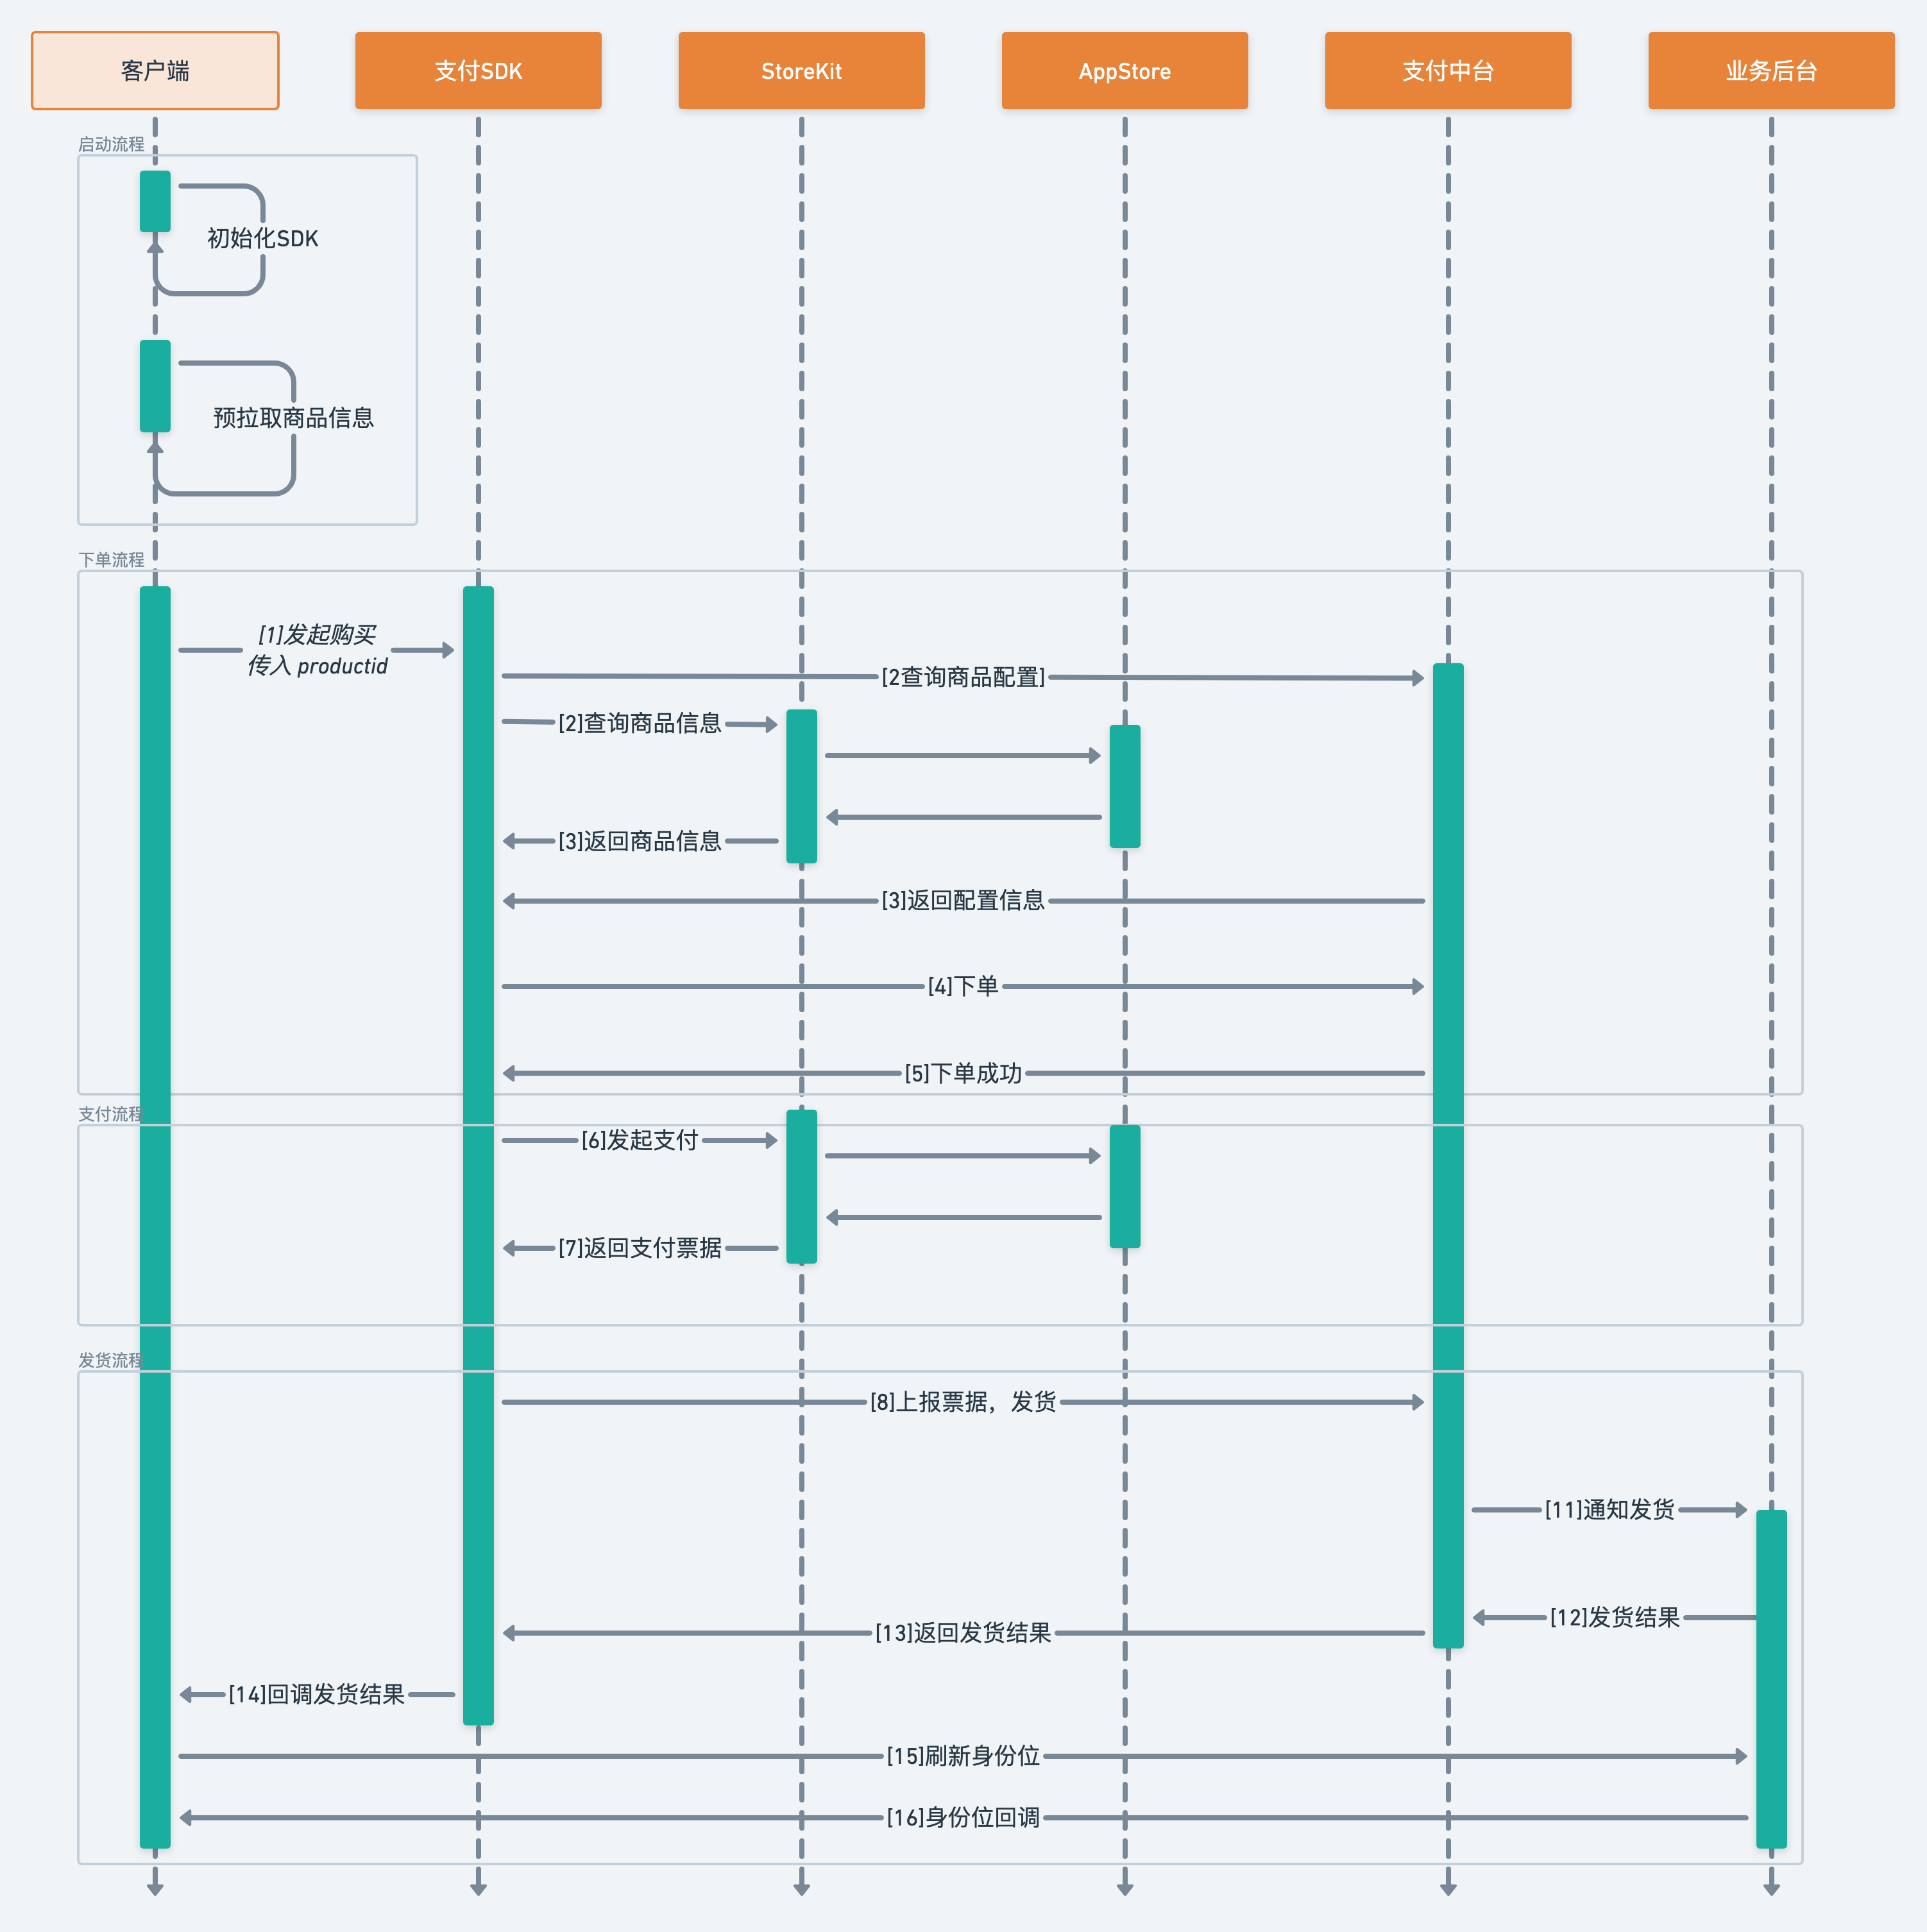 客户端
支付SDK
StoreKit
AppStore
支付中台
业务后台
启动流程
初始化SDK
预拉取商品信息
下单流程
[1]发起购买
传入 productid
[2查询商品配置]
[2]查询商品信息
[3]返回商品信息
[3]返回配置信息
[4]下单
[5]下单成功
支付流程
[6]发起支付
[7]返回支付票据
发货流程
[8]上报票据，发货
[11]通知发货
[12]发货结果
[13]返回发货结果
[14]回调发货结果
[15]刷新身份位
[16]身份位回调